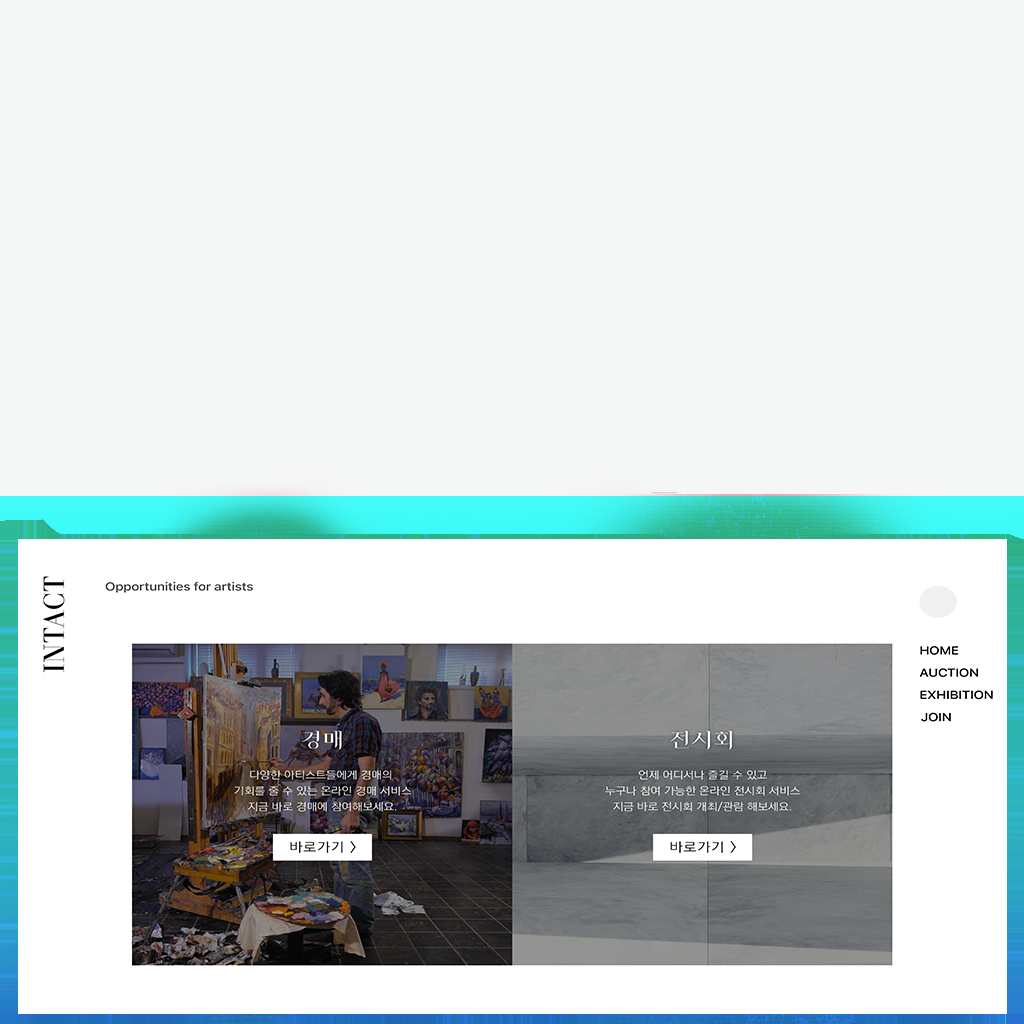 INTACT
Opportunities for artists
경매
다양한 아티스트들에게 경매의
기회를 줄 수 있는 온라인 경매 서비스
지금 바로 경매에 참여해보세요.
바로가기 〉
전시회
언제 어디서나 즐길 수 있고
누구나 참여 가능한 온라인 전시회 서비스
지금 바로 전시회 개최/관람 해보세요.
바로가기 〉
HOME
AUCTION
EXHIBITION
JOIN